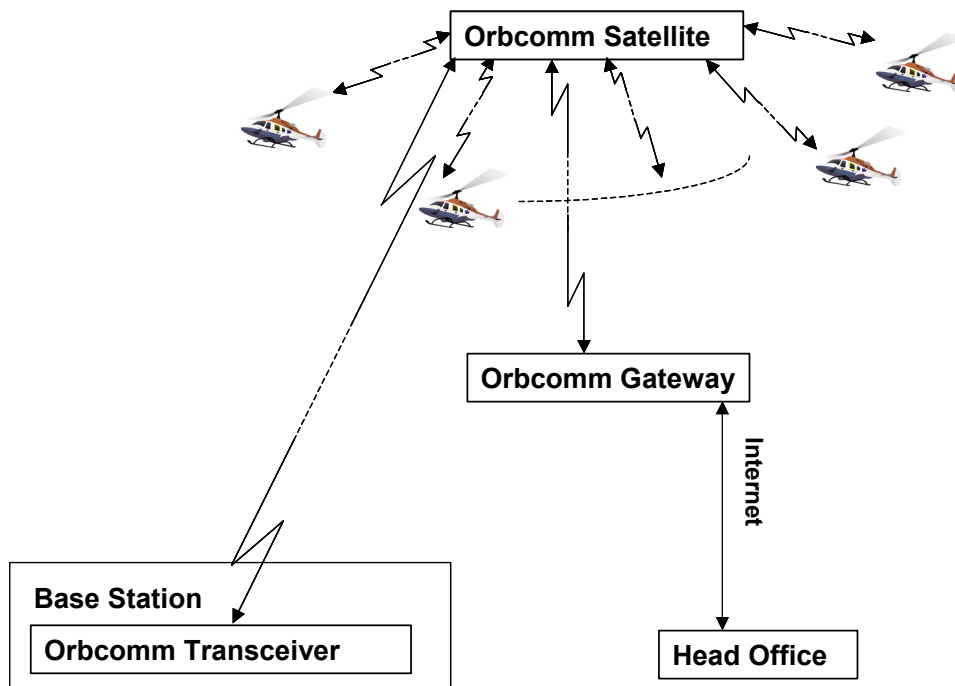 Orbcomm Satellite
Orbcomm Gateway
Internet
Base Station
Orbcomm Transceiver
Head Office